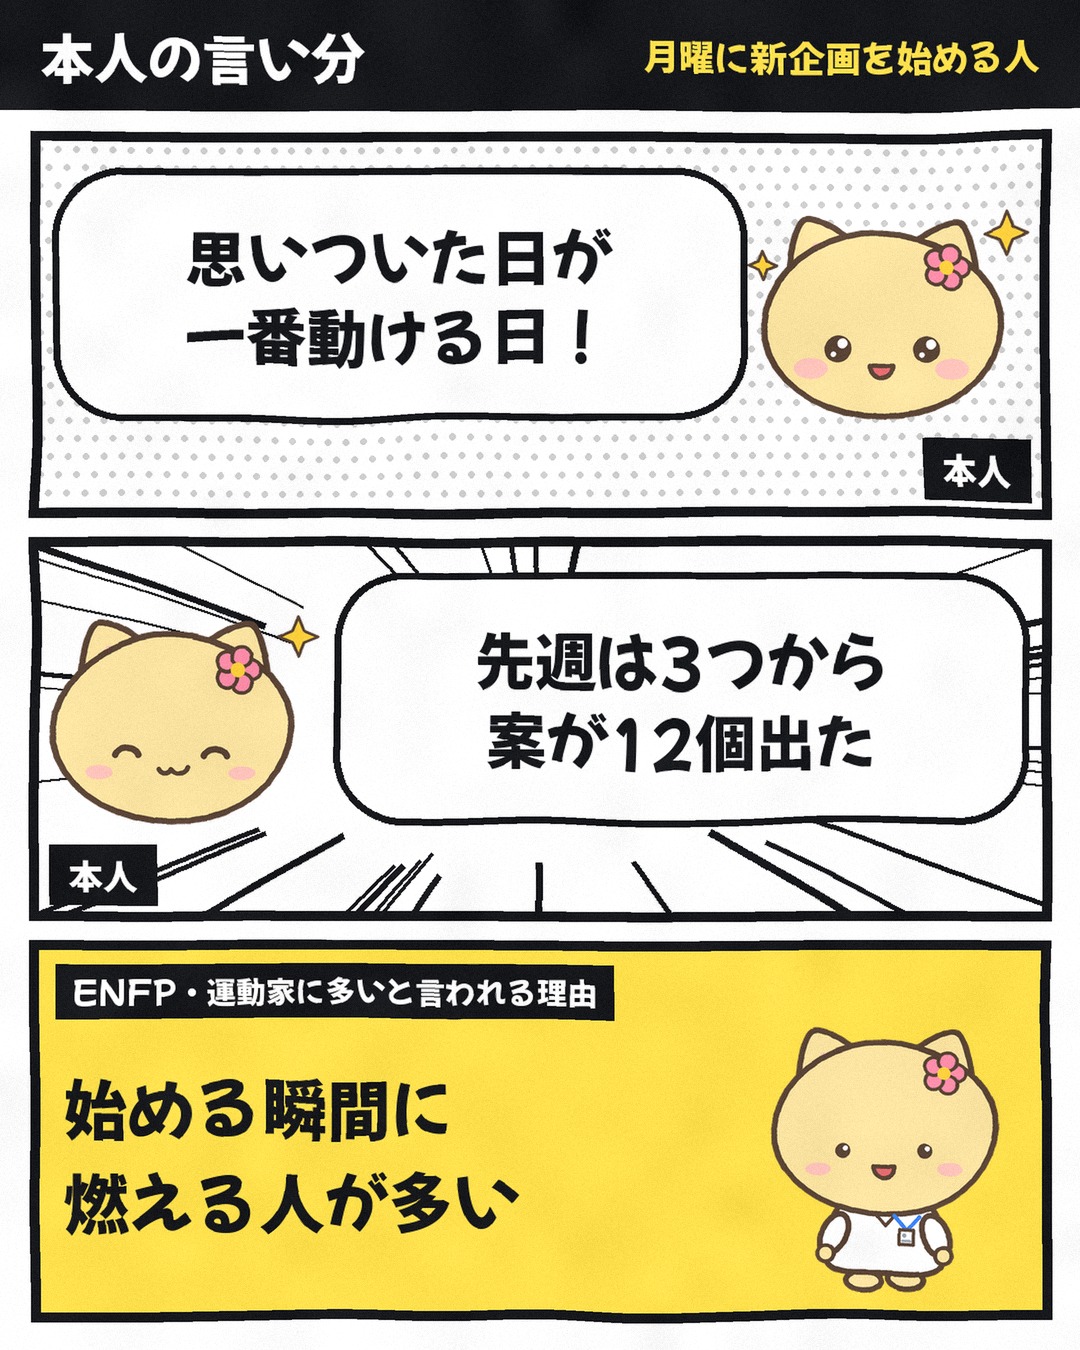 本人の言い分
月曜に新企画を始める人
思いついた日が
一番動ける日！
本人
先週は3つから
案が12個出た
本人
ENFP・運動家に多いと言われる理由
始める瞬間に
燃える人が多い